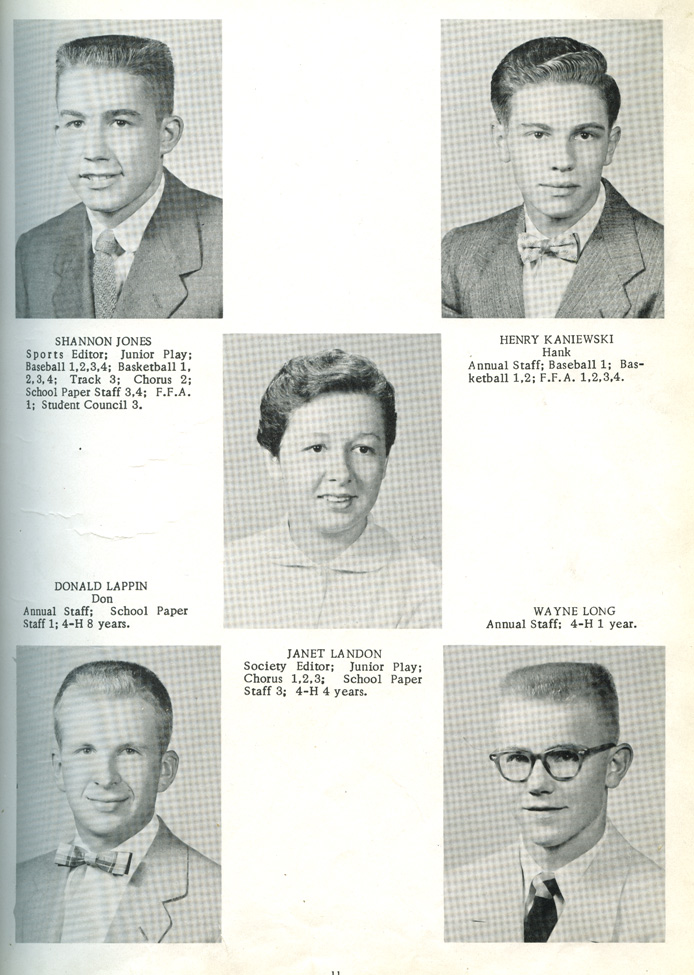 SHANNON JONES
Sports Editor; Junior Play;
Baseball 1,2,3,4; Basketball 1,
2,3,4; Track 3; Chorus 2;
School Paper Staff 3,4; F.F.A.
1; Student Council 3.
HENRY KANIEWSKI
Hank
Annual Staff; Baseball 1; Bas-
ketball 1,2; F.F.A. 1,2,3,4.
DONALD LAPPIN
Don
Annual Staff; School Paper
Staff 1; 4-H 8 years.
WAYNE LONG
Annual Staff; 4-H 1 year.
JANET LANDON
Society Editor; Junior Play;
Chorus 1,2,3; School Paper
Staff 3; 4-H 4 years.
11